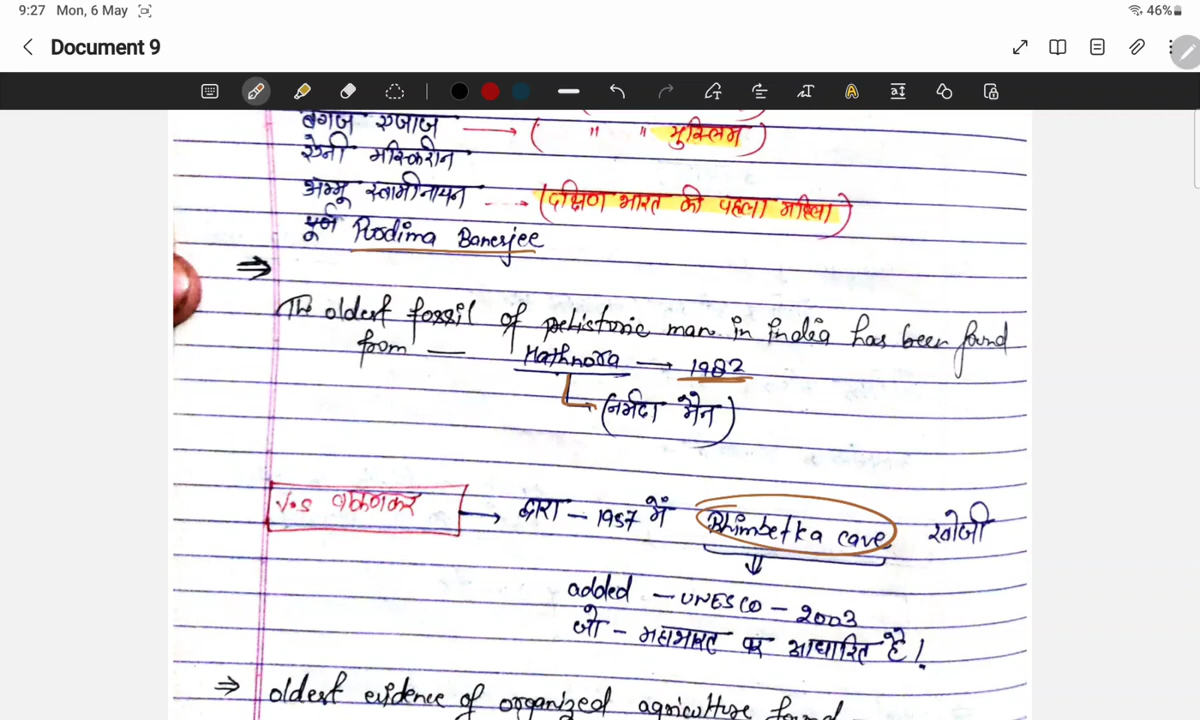 9:27 Mon, 6 May
46%
Document 9
बेगम एजाज → ( " " मुस्लिम )
ऐनी मस्किरीन
अम्मू स्वामीनाथन → (दक्षिण भारत की पहला महिला)
पूर्ण Rodima Banerjee
⇒
The oldest fossil of prehistoric man in india has been found
from — Hathnora → 1982
(नर्मदा मैन)
V.S वाकणकर → द्वारा – 1957 में Bhimbetka cave खोजी
added – UNESCO – 2003
जो – महाभारत पर आधारित है!
⇒ oldest evidence of organized agriculture found